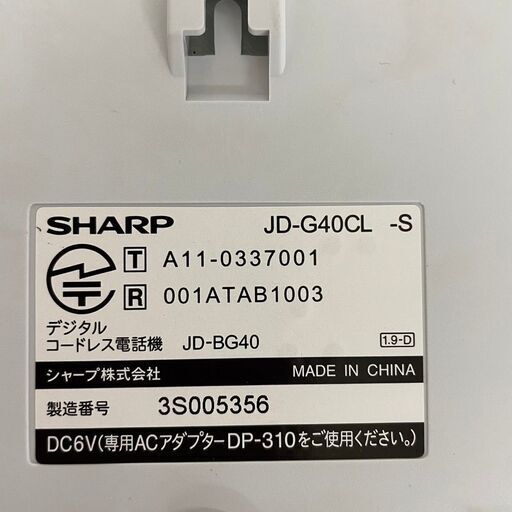 SHARP JD-G40CL -S
T A11-0337001
R 001ATAB1003
デジタル
コードレス電話機 JD-BG40 1.9-D
シャープ株式会社 MADE IN CHINA
製造番号 3S005356
DC6V(専用ACアダプターDP-310をご使用ください。)